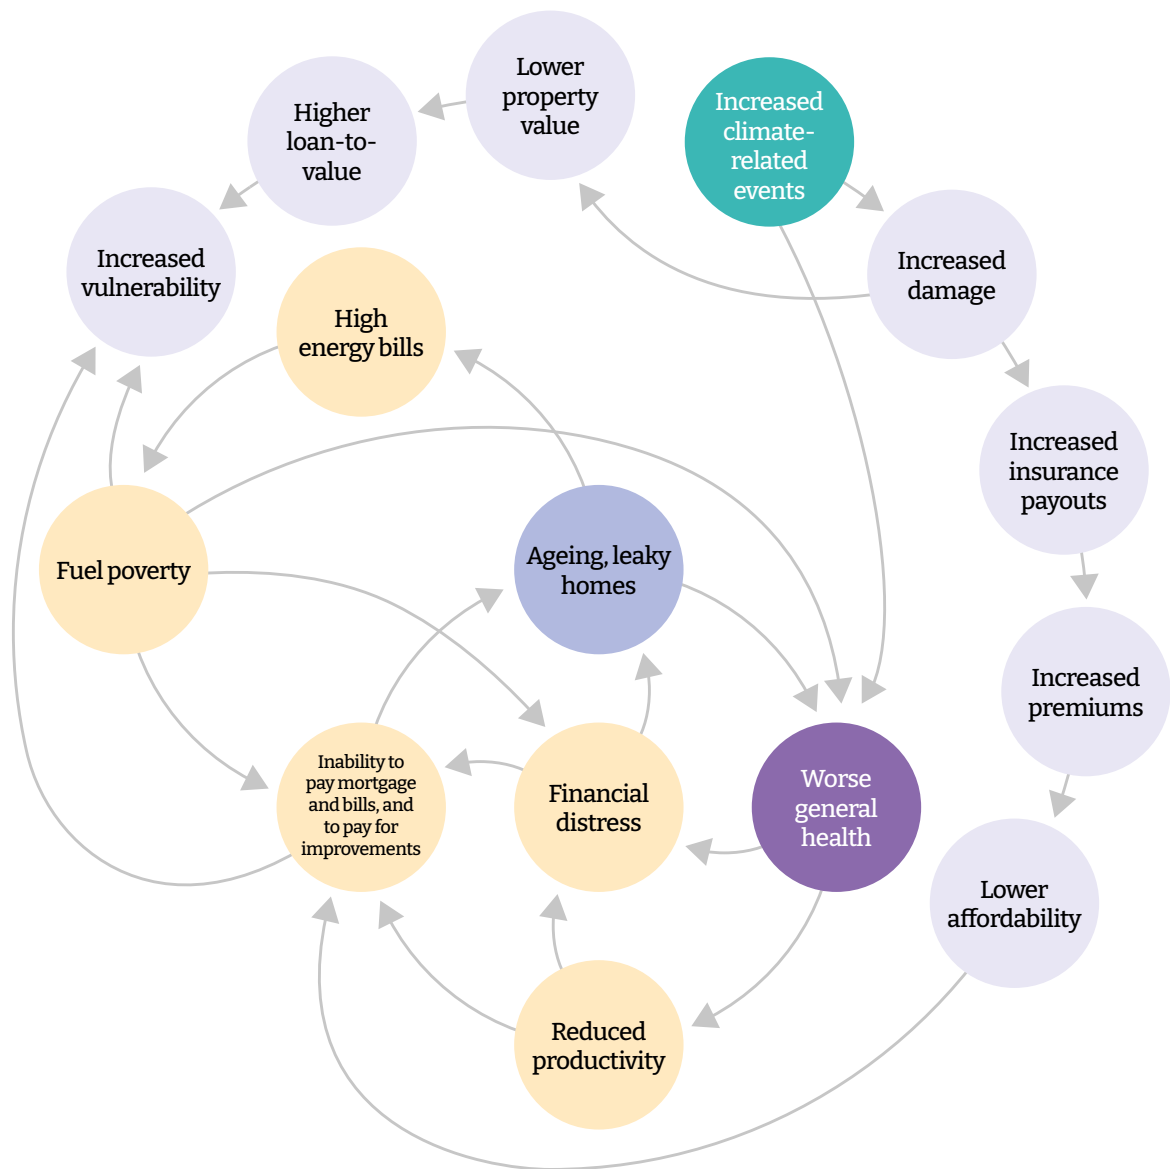 Lower
property
value
Higher
loan-to-
value
Increased
climate-
related
events
Increased
vulnerability
Increased
damage
High
energy bills
Increased
insurance
payouts
Fuel poverty
Ageing, leaky
homes
Increased
premiums
Inability to
pay mortgage
and bills, and
to pay for
improvements
Financial
distress
Worse
general
health
Lower
affordability
Reduced
productivity